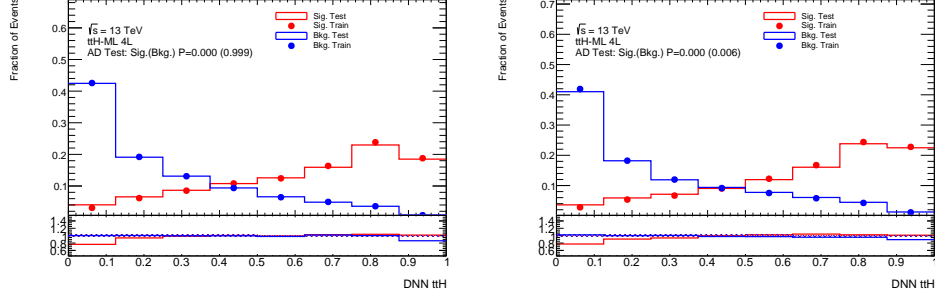 Fraction of Events
√s = 13 TeV
ttH-ML 4L
AD Test: Sig.(Bkg.) P=0.000 (0.999)
Sig. Test
Sig. Train
Bkg. Test
Bkg. Train
0.6
0.5
0.4
0.3
0.2
0.1
1.4
1.2
1
0.8
0.6
0 0.1 0.2 0.3 0.4 0.5 0.6 0.7 0.8 0.9 1
DNN ttH
Fraction of Events
√s = 13 TeV
ttH-ML 4L
AD Test: Sig.(Bkg.) P=0.000 (0.006)
Sig. Test
Sig. Train
Bkg. Test
Bkg. Train
0.7
0.6
0.5
0.4
0.3
0.2
0.1
1.4
1.2
1
0.8
0.6
0 0.1 0.2 0.3 0.4 0.5 0.6 0.7 0.8 0.9 1
DNN ttH